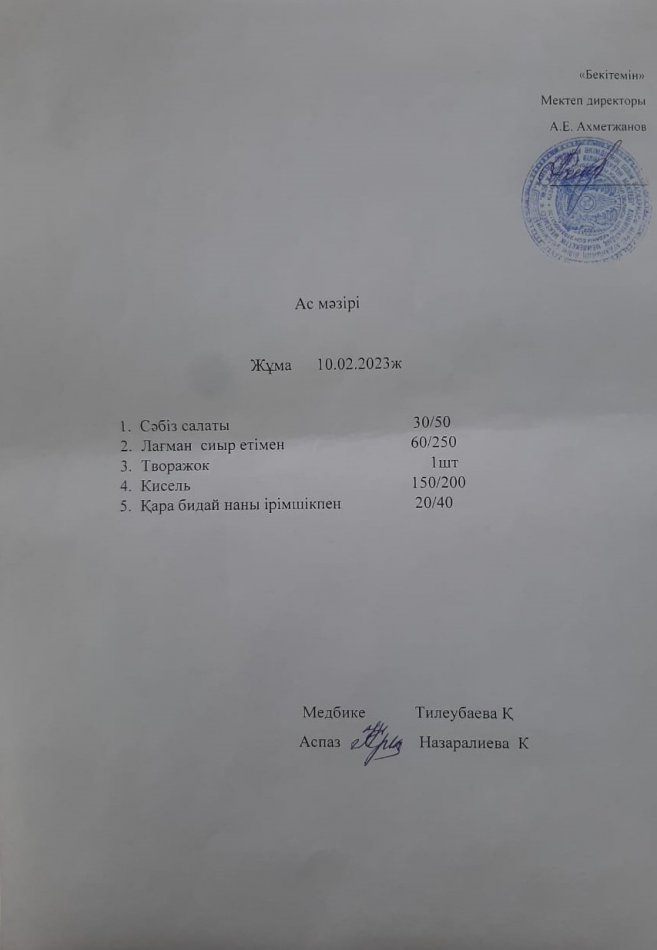 «Бекітемін»
Мектеп директоры
А.Е. Ахметжанов
Ас мәзірі
Жұма 10.02.2023ж
1. Сәбіз салаты 30/50
2. Лағман сиыр етімен 60/250
3. Творажок 1шт
4. Кисель 150/200
5. Қара бидай наны ірімшікпен 20/40
Медбике Тилеубаева Қ
Аспаз Назаралиева К